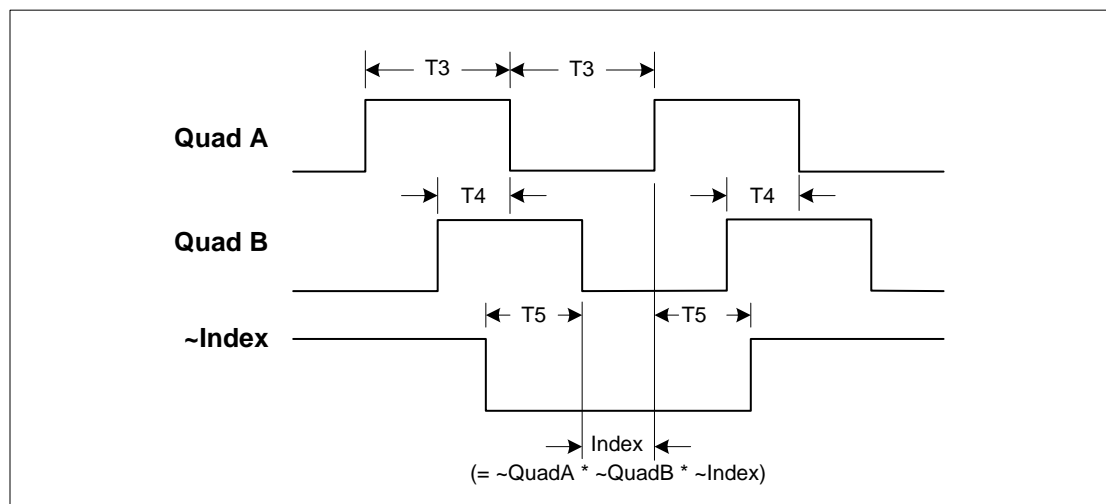 T3 T3
Quad A
T4 T4
Quad B
T5 T5
~Index
Index
(= ~QuadA * ~QuadB * ~Index)